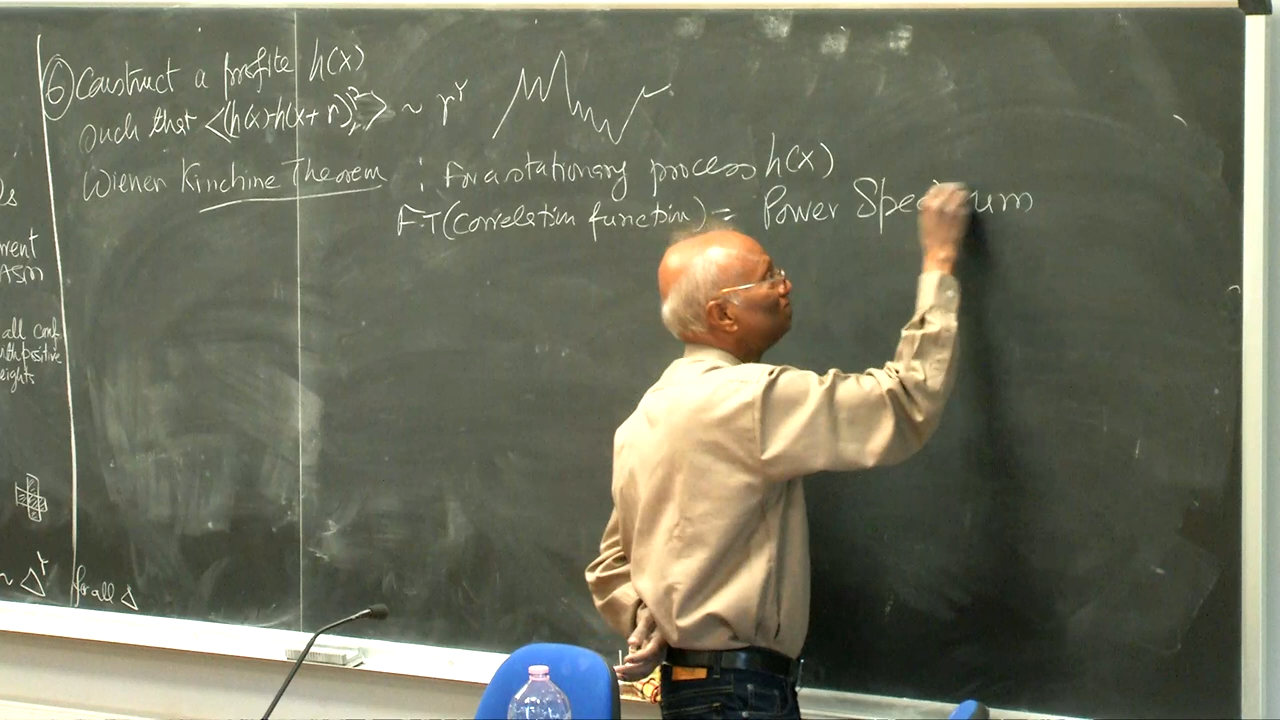 ⑥ Construct a profile h(x)
such that <(h(x)-h(x+r))²> ~ r^γ
Wiener Kinchine Theorem : for a stationary process h(x)
F.T (Correlation function) = Power Spectrum
rent
ASM
all conf
with positive
eights
for all Δ